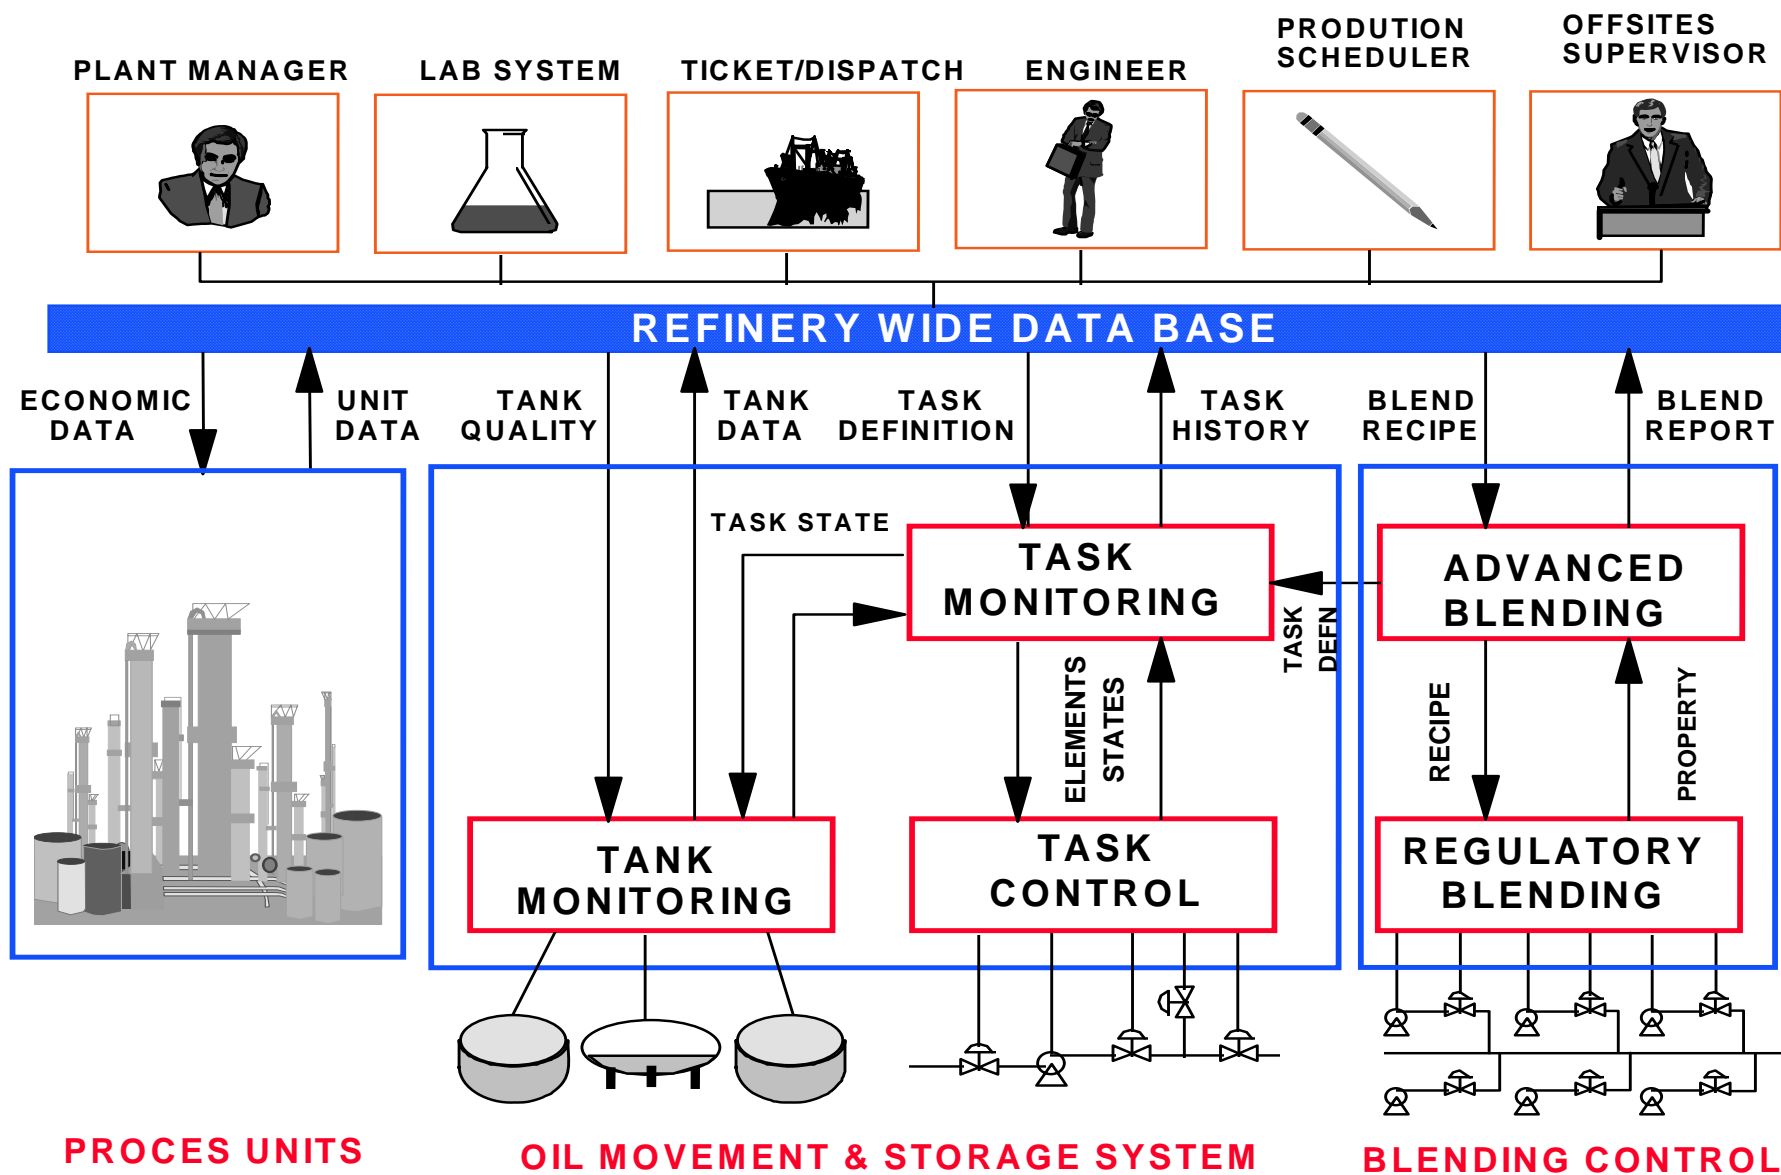 PLANT MANAGER
LAB SYSTEM
TICKET/DISPATCH
ENGINEER
PRODUTION
SCHEDULER
OFFSITES
SUPERVISOR
REFINERY WIDE DATA BASE
ECONOMIC
DATA
UNIT
DATA
TANK
QUALITY
TANK
DATA
TASK
DEFINITION
TASK
HISTORY
BLEND
RECIPE
BLEND
REPORT
TASK STATE
TASK
MONITORING
TASK
DEFN
ADVANCED
BLENDING
ELEMENTS
STATES
RECIPE
PROPERTY
TANK
MONITORING
TASK
CONTROL
REGULATORY
BLENDING
PROCES UNITS
OIL MOVEMENT & STORAGE SYSTEM
BLENDING CONTROL